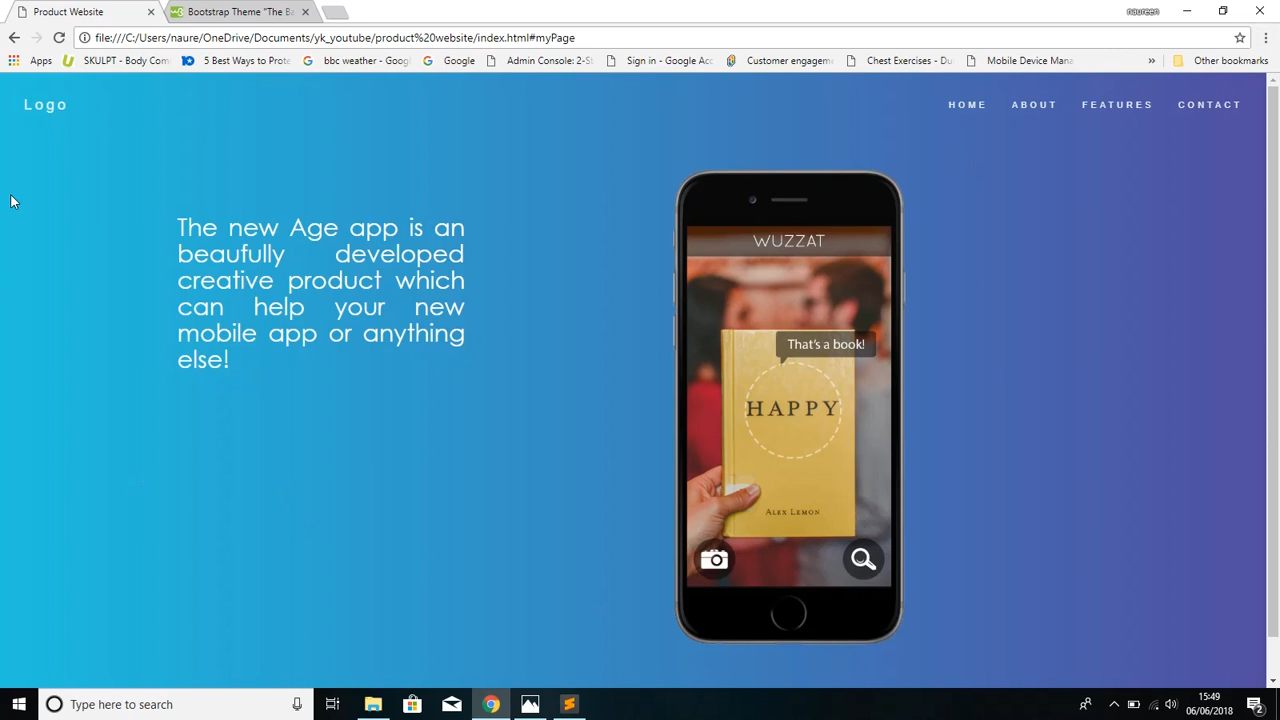 Product Website
Bootstrap Theme "The Ba
naureen
file:///C:/Users/naure/OneDrive/Documents/yk_youtube/product%20website/index.html#myPage
Apps
SKULPT - Body Com
5 Best Ways to Prote
bbc weather - Goog
Google
Admin Console: 2-S
Sign in - Google Acc
Customer engagem
Chest Exercises - Du
Mobile Device Man
»
Other bookmarks
Logo
HOME
ABOUT
FEATURES
CONTACT
The new Age app is an
beaufully developed
creative product which
can help your new
mobile app or anything
else!
WUZZAT
That's a book!
HAPPY
ALEX LEMON
Type here to search
15:49
06/06/2018
2